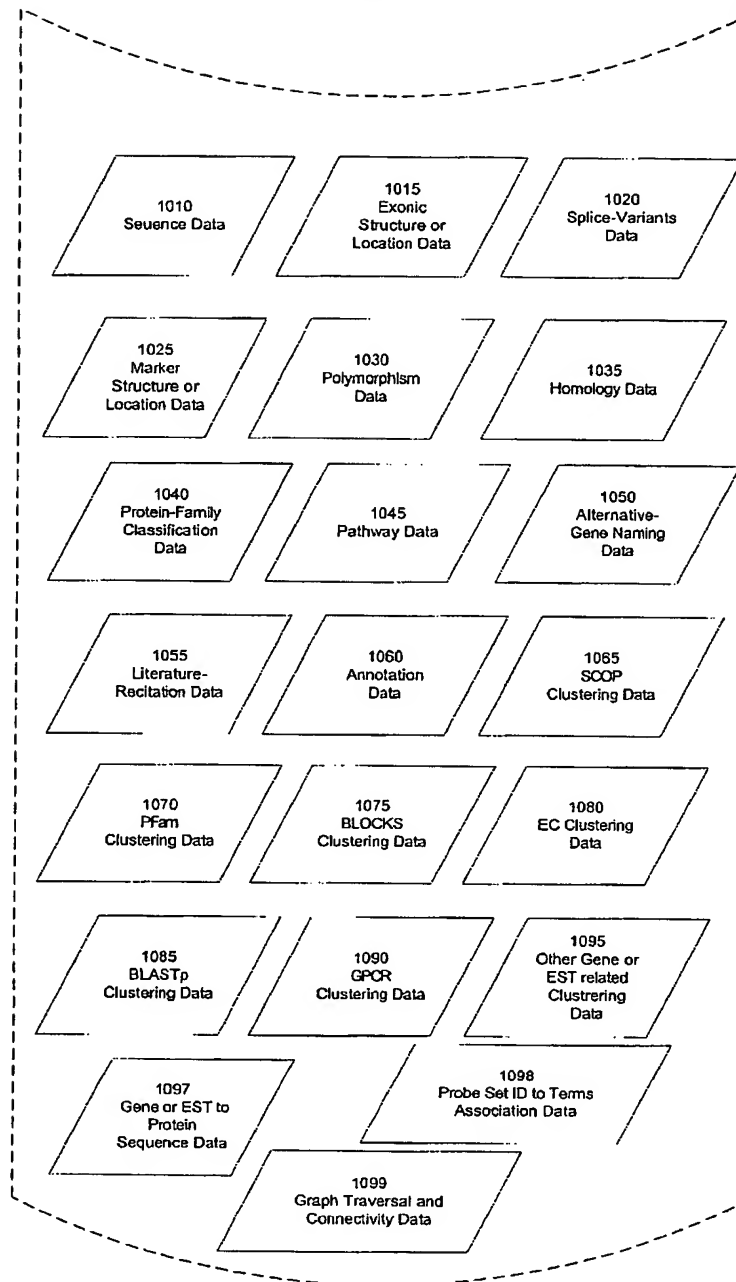 1010
Seuence Data
1015
Exonic
Structure or
Location Data
1020
Splice-Variants
Data
1025
Marker
Structure or
Location Data
1030
Polymorphism
Data
1035
Homology Data
1040
Protein-Family
Classification
Data
1045
Pathway Data
1050
Alternative-
Gene Naming
Data
1055
Literature-
Recitation Data
1060
Annotation
Data
1065
SCOP
Clustering Data
1070
PFam
Clustering Data
1075
BLOCKS
Clustering Data
1080
EC Clustering
Data
1085
BLASTp
Clustering Data
1090
GPCR
Clustering Data
1095
Other Gene or
EST related
Clustrering
Data
1097
Gene or EST to
Protein
Sequence Data
1098
Probe Set ID to Terms
Association Data
1099
Graph Traversal and
Connectivity Data